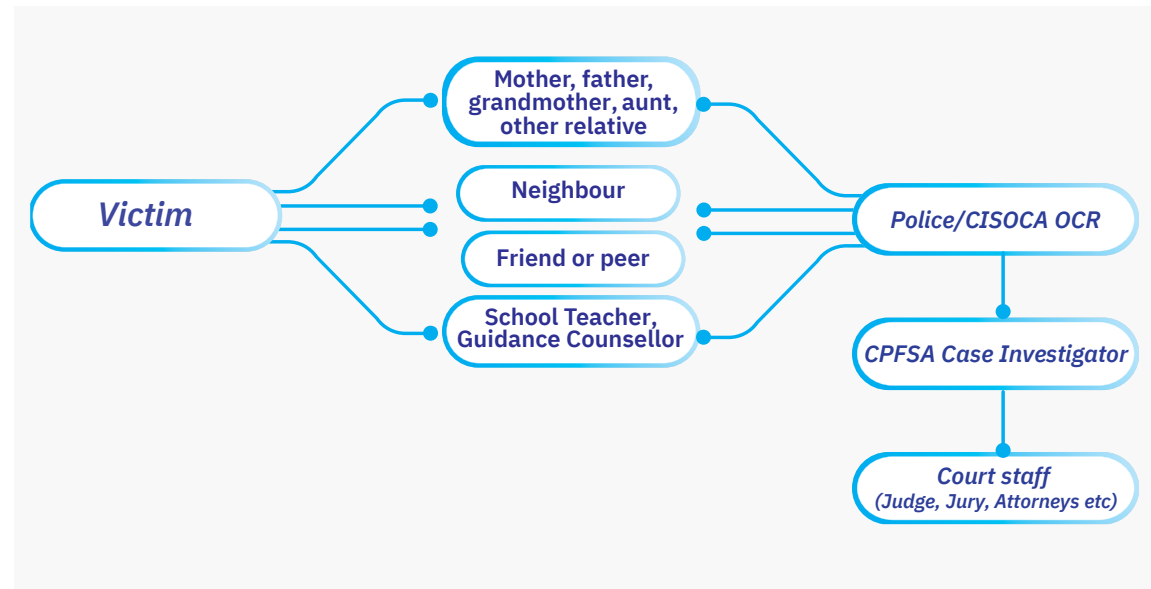 Mother, father,
grandmother, aunt,
other relative
Neighbour
Victim
Police/CISOCA OCR
Friend or peer
School Teacher,
Guidance Counsellor
CPFSA Case Investigator
Court staff
(Judge, Jury, Attorneys etc)